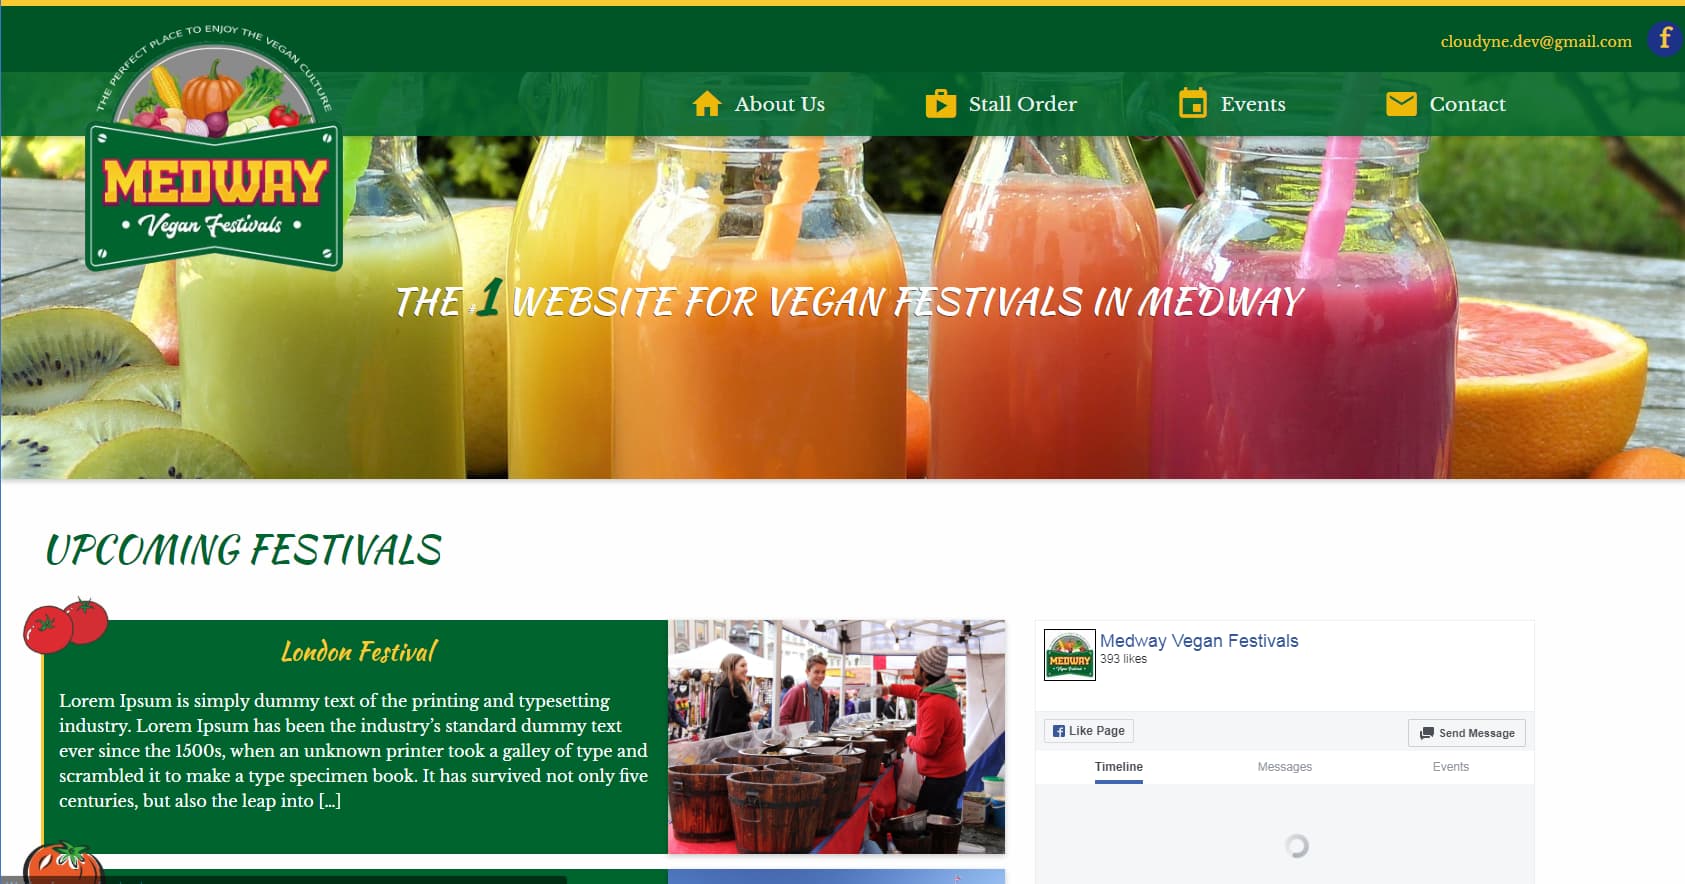 cloudyne.dev@gmail.com
f
THE PERFECT PLACE TO ENJOY THE VEGAN CULTURE
MEDWAY
• Vegan Festivals •
About Us
Stall Order
Events
Contact
THE #1 WEBSITE FOR VEGAN FESTIVALS IN MEDWAY
UPCOMING FESTIVALS
London Festival
Lorem Ipsum is simply dummy text of the printing and typesetting
industry. Lorem Ipsum has been the industry’s standard dummy text
ever since the 1500s, when an unknown printer took a galley of type and
scrambled it to make a type specimen book. It has survived not only five
centuries, but also the leap into [...]
MEDWAY
Medway Vegan Festivals
393 likes
Like Page
Send Message
Timeline
Messages
Events